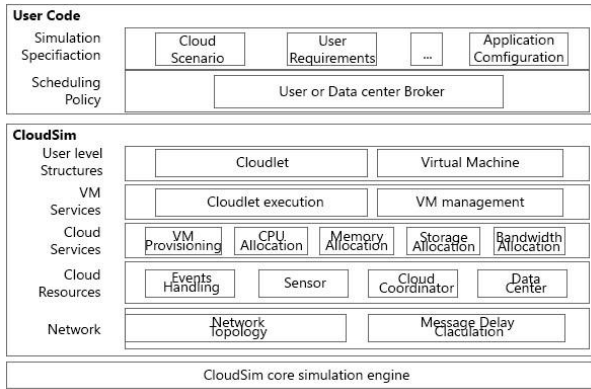 User Code
Simulation
Specifiaction
Cloud
Scenario
User
Requirements
...
Application
Comfiguration
Scheduling
Policy
User or Data center Broker
CloudSim
User level
Structures
Cloudlet
Virtual Machine
VM
Services
Cloudlet execution
VM management
Cloud
Services
VM
Provisioning
CPU
Allocation
Memory
Allocation
Storage
Allocation
Bandwidth
Allocation
Cloud
Resources
Events
Handling
Sensor
Cloud
Coordinator
Data
Center
Network
Network
Topology
Message Delay
Claculation
CloudSim core simulation engine